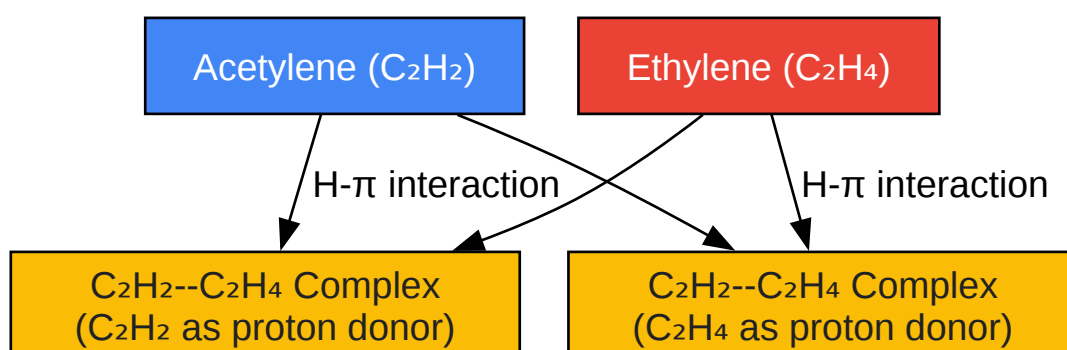 Acetylene (C₂H₂)
Ethylene (C₂H₄)
H-π interaction
H-π interaction
C₂H₂--C₂H₄ Complex
(C₂H₂ as proton donor)
C₂H₂--C₂H₄ Complex
(C₂H₄ as proton donor)